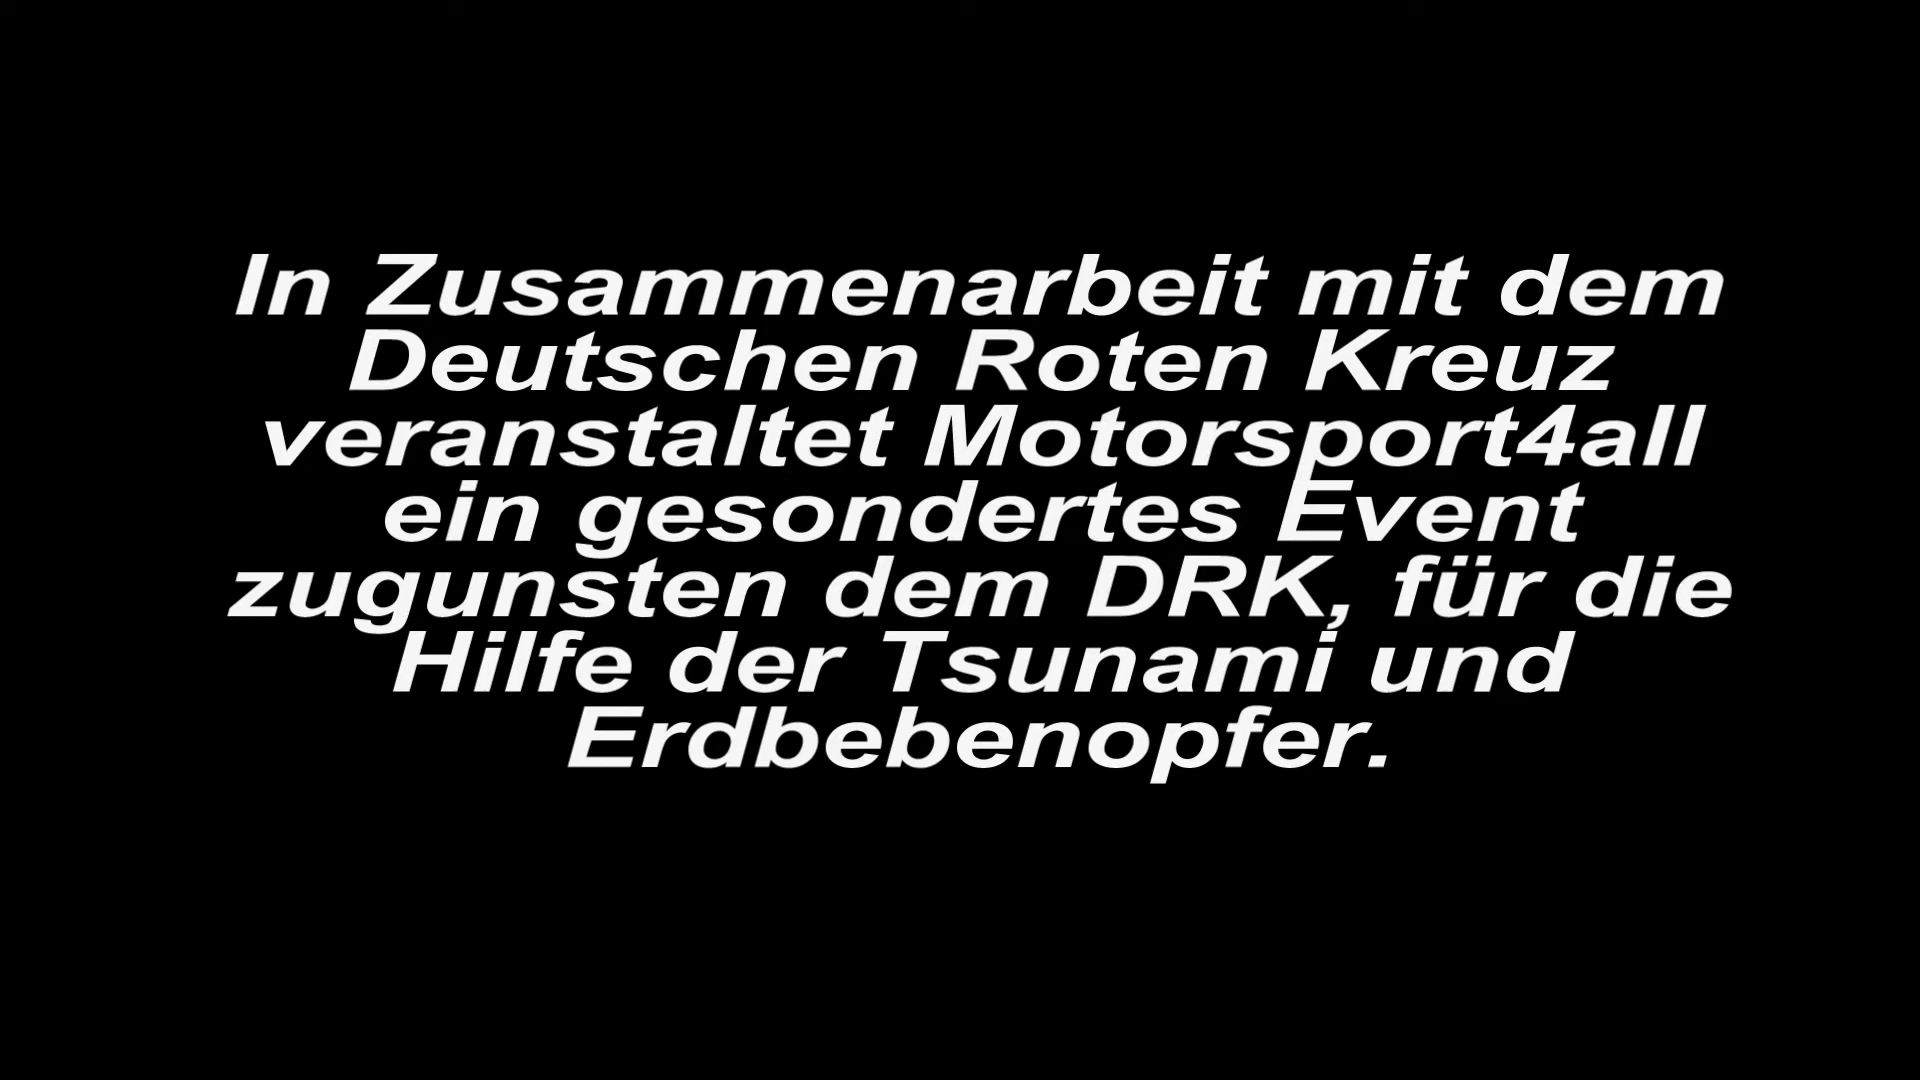 In Zusammenarbeit mit dem
Deutschen Roten Kreuz
veranstaltet Motorsport4all
ein gesondertes Event
zugunsten dem DRK, für die
Hilfe der Tsunami und
Erdbebenopfer.